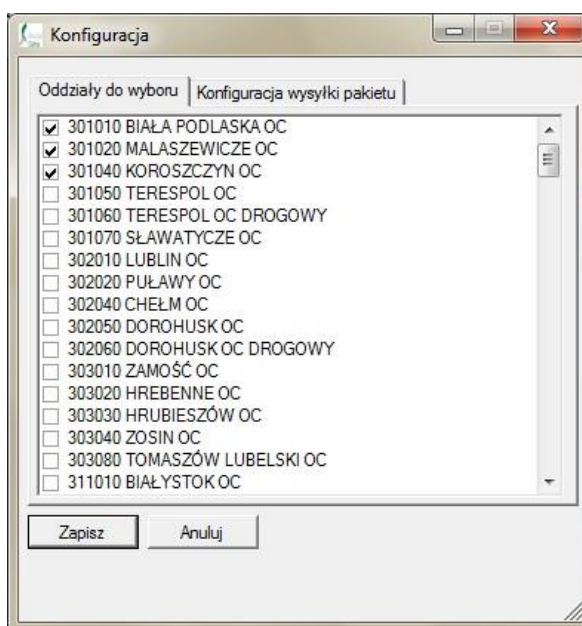 Konfiguracja
Oddziały do wyboru Konfiguracja wysyłki pakietu
301010 BIAŁA PODLASKA OC
301020 MALASZEWICZE OC
301040 KOROSZCZYN OC
301050 TERESPOL OC
301060 TERESPOL OC DROGOWY
301070 SŁAWATYCZE OC
302010 LUBLIN OC
302020 PUŁAWY OC
302040 CHEŁM OC
302050 DOROHUSK OC
302060 DOROHUSK OC DROGOWY
303010 ZAMOŚĆ OC
303020 HREBENNE OC
303030 HRUBIESZÓW OC
303040 ZOSIN OC
303080 TOMASZÓW LUBELSKI OC
311010 BIAŁYSTOK OC
Zapisz Anuluj